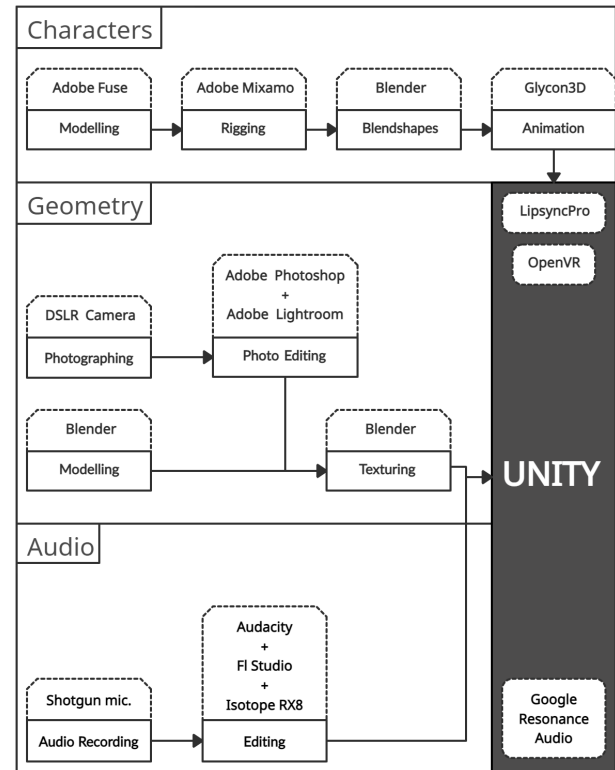 Characters
Adobe Fuse
Modelling
Adobe Mixamo
Rigging
Blender
Blendshapes
Glycon3D
Animation
LipsyncPro
OpenVR
Geometry
Adobe Photoshop
+
Adobe Lightroom
Photo Editing
DSLR Camera
Photographing
Blender
Modelling
Blender
Texturing
UNITY
Audio
Audacity
+
Fl Studio
+
Isotope RX8
Editing
Shotgun mic.
Audio Recording
Google
Resonance
Audio